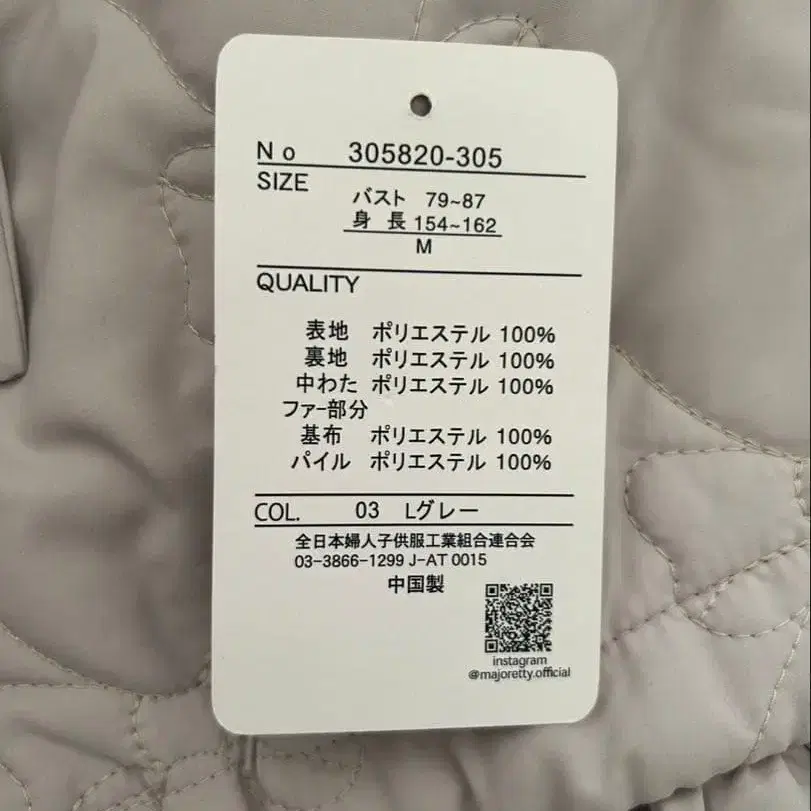 No 305820-305
SIZE
バスト 79~87
身 長 154~162
M
QUALITY
表地 ポリエステル 100%
裏地 ポリエステル 100%
中わた ポリエステル 100%
ファー部分
基布 ポリエステル 100%
パイル ポリエステル 100%
COL. 03 Lグレー
全日本婦人子供服工業組合連合会
03-3866-1299 J-AT 0015
中国製
instagram
@majoretty.official